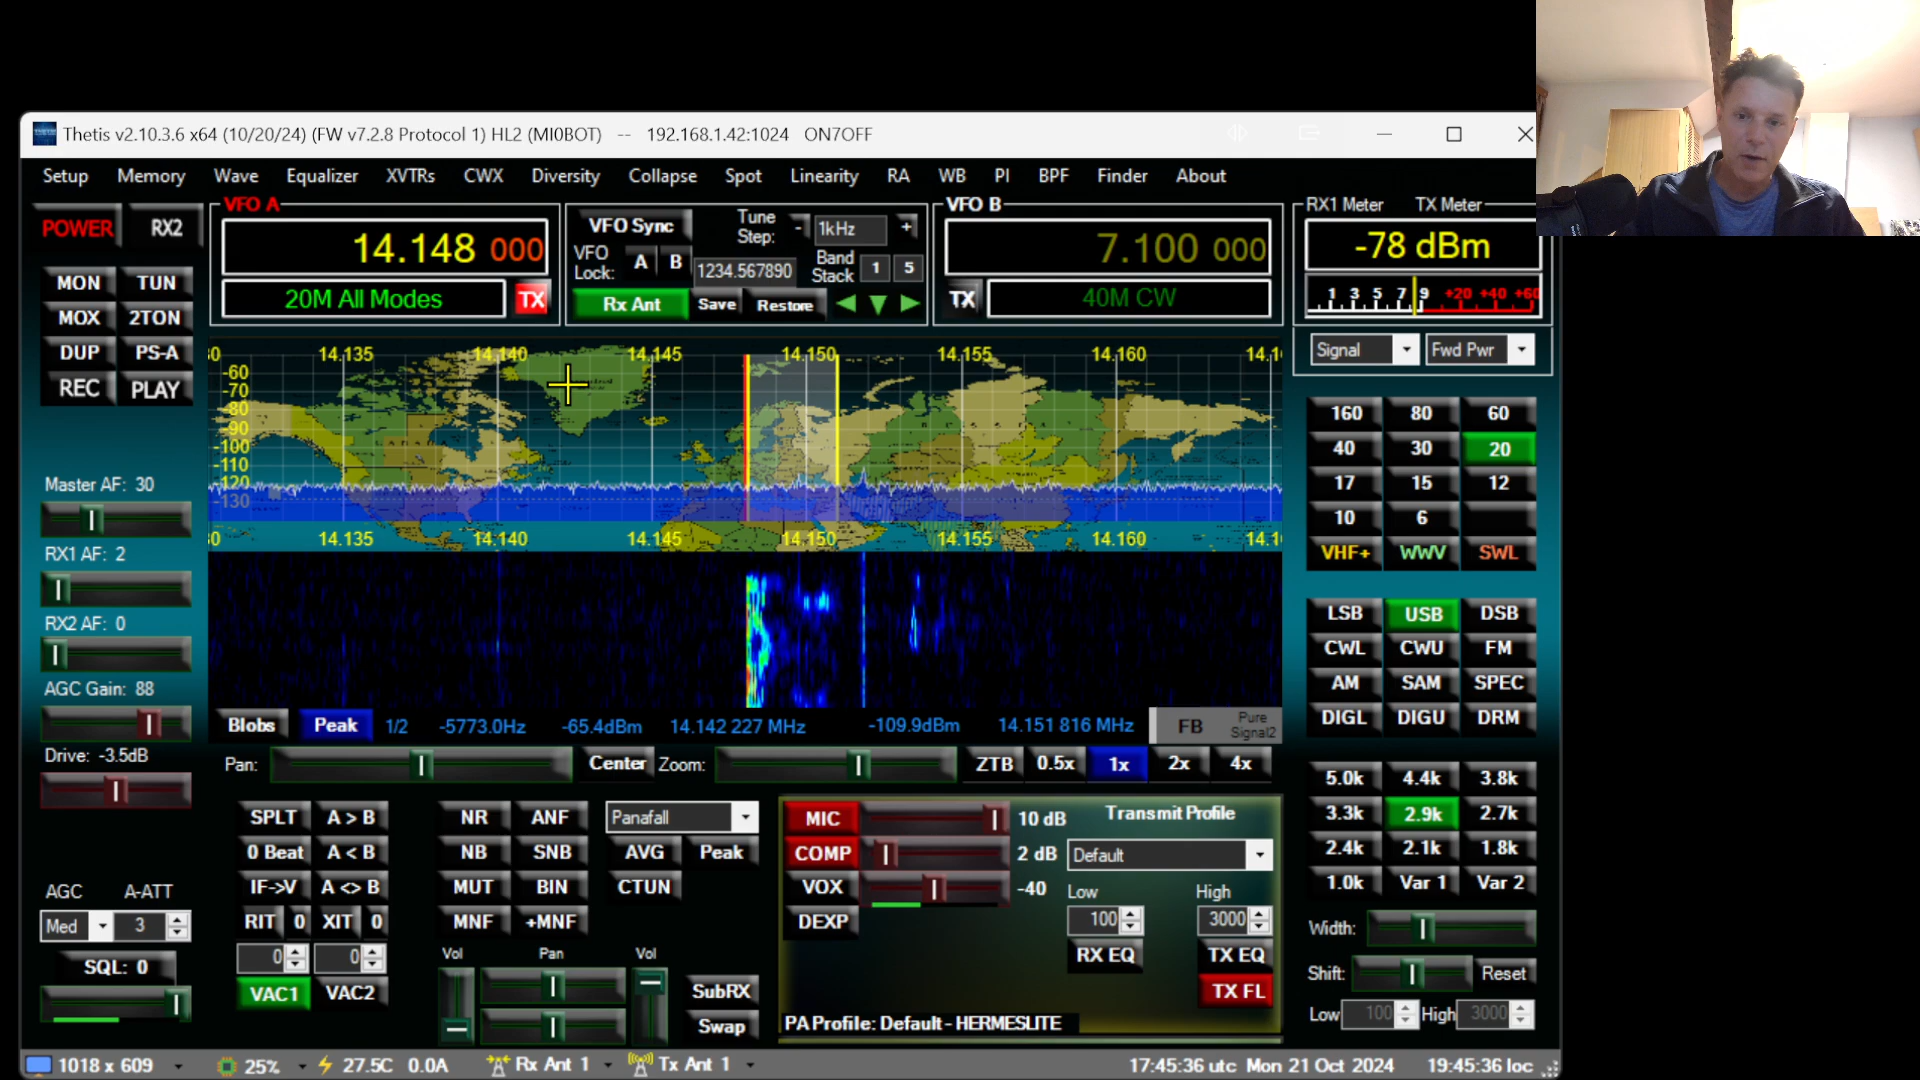 Thetis v2.10.3.6 x64 (10/20/24) (FW v7.2.8 Protocol 1) HL2 (MI0BOT) -- 192.168.1.42:1024 ON7OFF
Setup Memory Wave Equalizer XVTRs CWX Diversity Collapse Spot Linearity RA WB PI BPF Finder About
VFO A VFO B RX1 Meter TX Meter
POWER RX2
14.148 000
VFO Sync Tune Step: - 1kHz +
7.100 000
-78 dBm
VFO Lock: A B 1234.567890 Band Stack 1 5
20M All Modes TX
Rx Ant Save Restore
TX 40M CW
1 3 5 7 9 +20 +40 +60
MON TUN
MOX 2TON
DUP PS-A
REC PLAY
Signal Fwd Pwr
14.135 14.140 14.145 14.150 14.155 14.160
-60
-70
-80
-90
-100
-110
-120
-130
14.135 14.140 14.145 14.150 14.155 14.160
160 80 60
40 30 20
17 15 12
10 6
VHF+ WWV SWL
Master AF: 30
RX1 AF: 2
RX2 AF: 0
AGC Gain: 88
Drive: -3.5dB
LSB USB DSB
CWL CWU FM
AM SAM SPEC
DIGL DIGU DRM
Blobs Peak 1/2 -5773.0Hz -65.4dBm 14.142 227 MHz -109.9dBm 14.151 816 MHz FB Pure Signal2
Pan: Center Zoom: ZTB 0.5x 1x 2x 4x
5.0k 4.4k 3.8k
3.3k 2.9k 2.7k
2.4k 2.1k 1.8k
1.0k Var 1 Var 2
SPLT A > B
0 Beat A < B
IF->V A <> B
RIT 0 XIT 0
0 0
VAC1 VAC2
NR ANF
NB SNB
MUT BIN
MNF +MNF
Panafall
AVG Peak
CTUN
Vol Pan Vol
SubRX
Swap
MIC 10 dB
COMP 2 dB
VOX -40
DEXP
Transmit Profile
Default
Low High
100 3000
RX EQ TX EQ
TX FL
PA Profile: Default - HERMESLITE
AGC A-ATT
Med 3
SQL: 0
Width:
Shift: Reset
Low 100 High 3000
1018 x 609 25% 27.5C 0.0A Rx Ant 1 Tx Ant 1 17:45:36 utc Mon 21 Oct 2024 19:45:36 loc